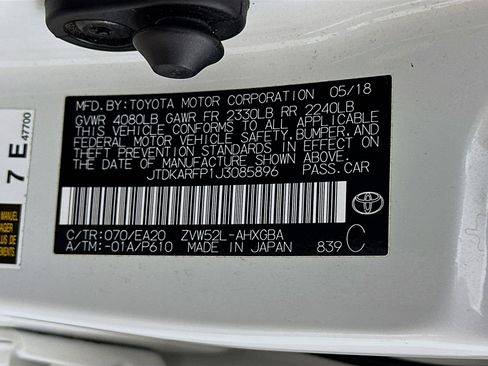 MFD.BY:TOYOTA MOTOR CORPORATION 05/18
GVWR 4080LB GAWR FR 2330LB RR 2240LB
THIS VEHICLE CONFORMS TO ALL APPLICABLE
FEDERAL MOTOR VEHICLE SAFETY, BUMPER, AND
THEFT PREVENTION STANDARDS IN EFFECT ON
THE DATE OF MANUFACTURE SHOWN ABOVE.
JTDKARFP1J3085896 PASS.CAR
C/TR:070/EA20 ZVW52L-AHXGBA
A/TM:-01A/P610 MADE IN JAPAN 839 C
TOYOTA
7 E
47700